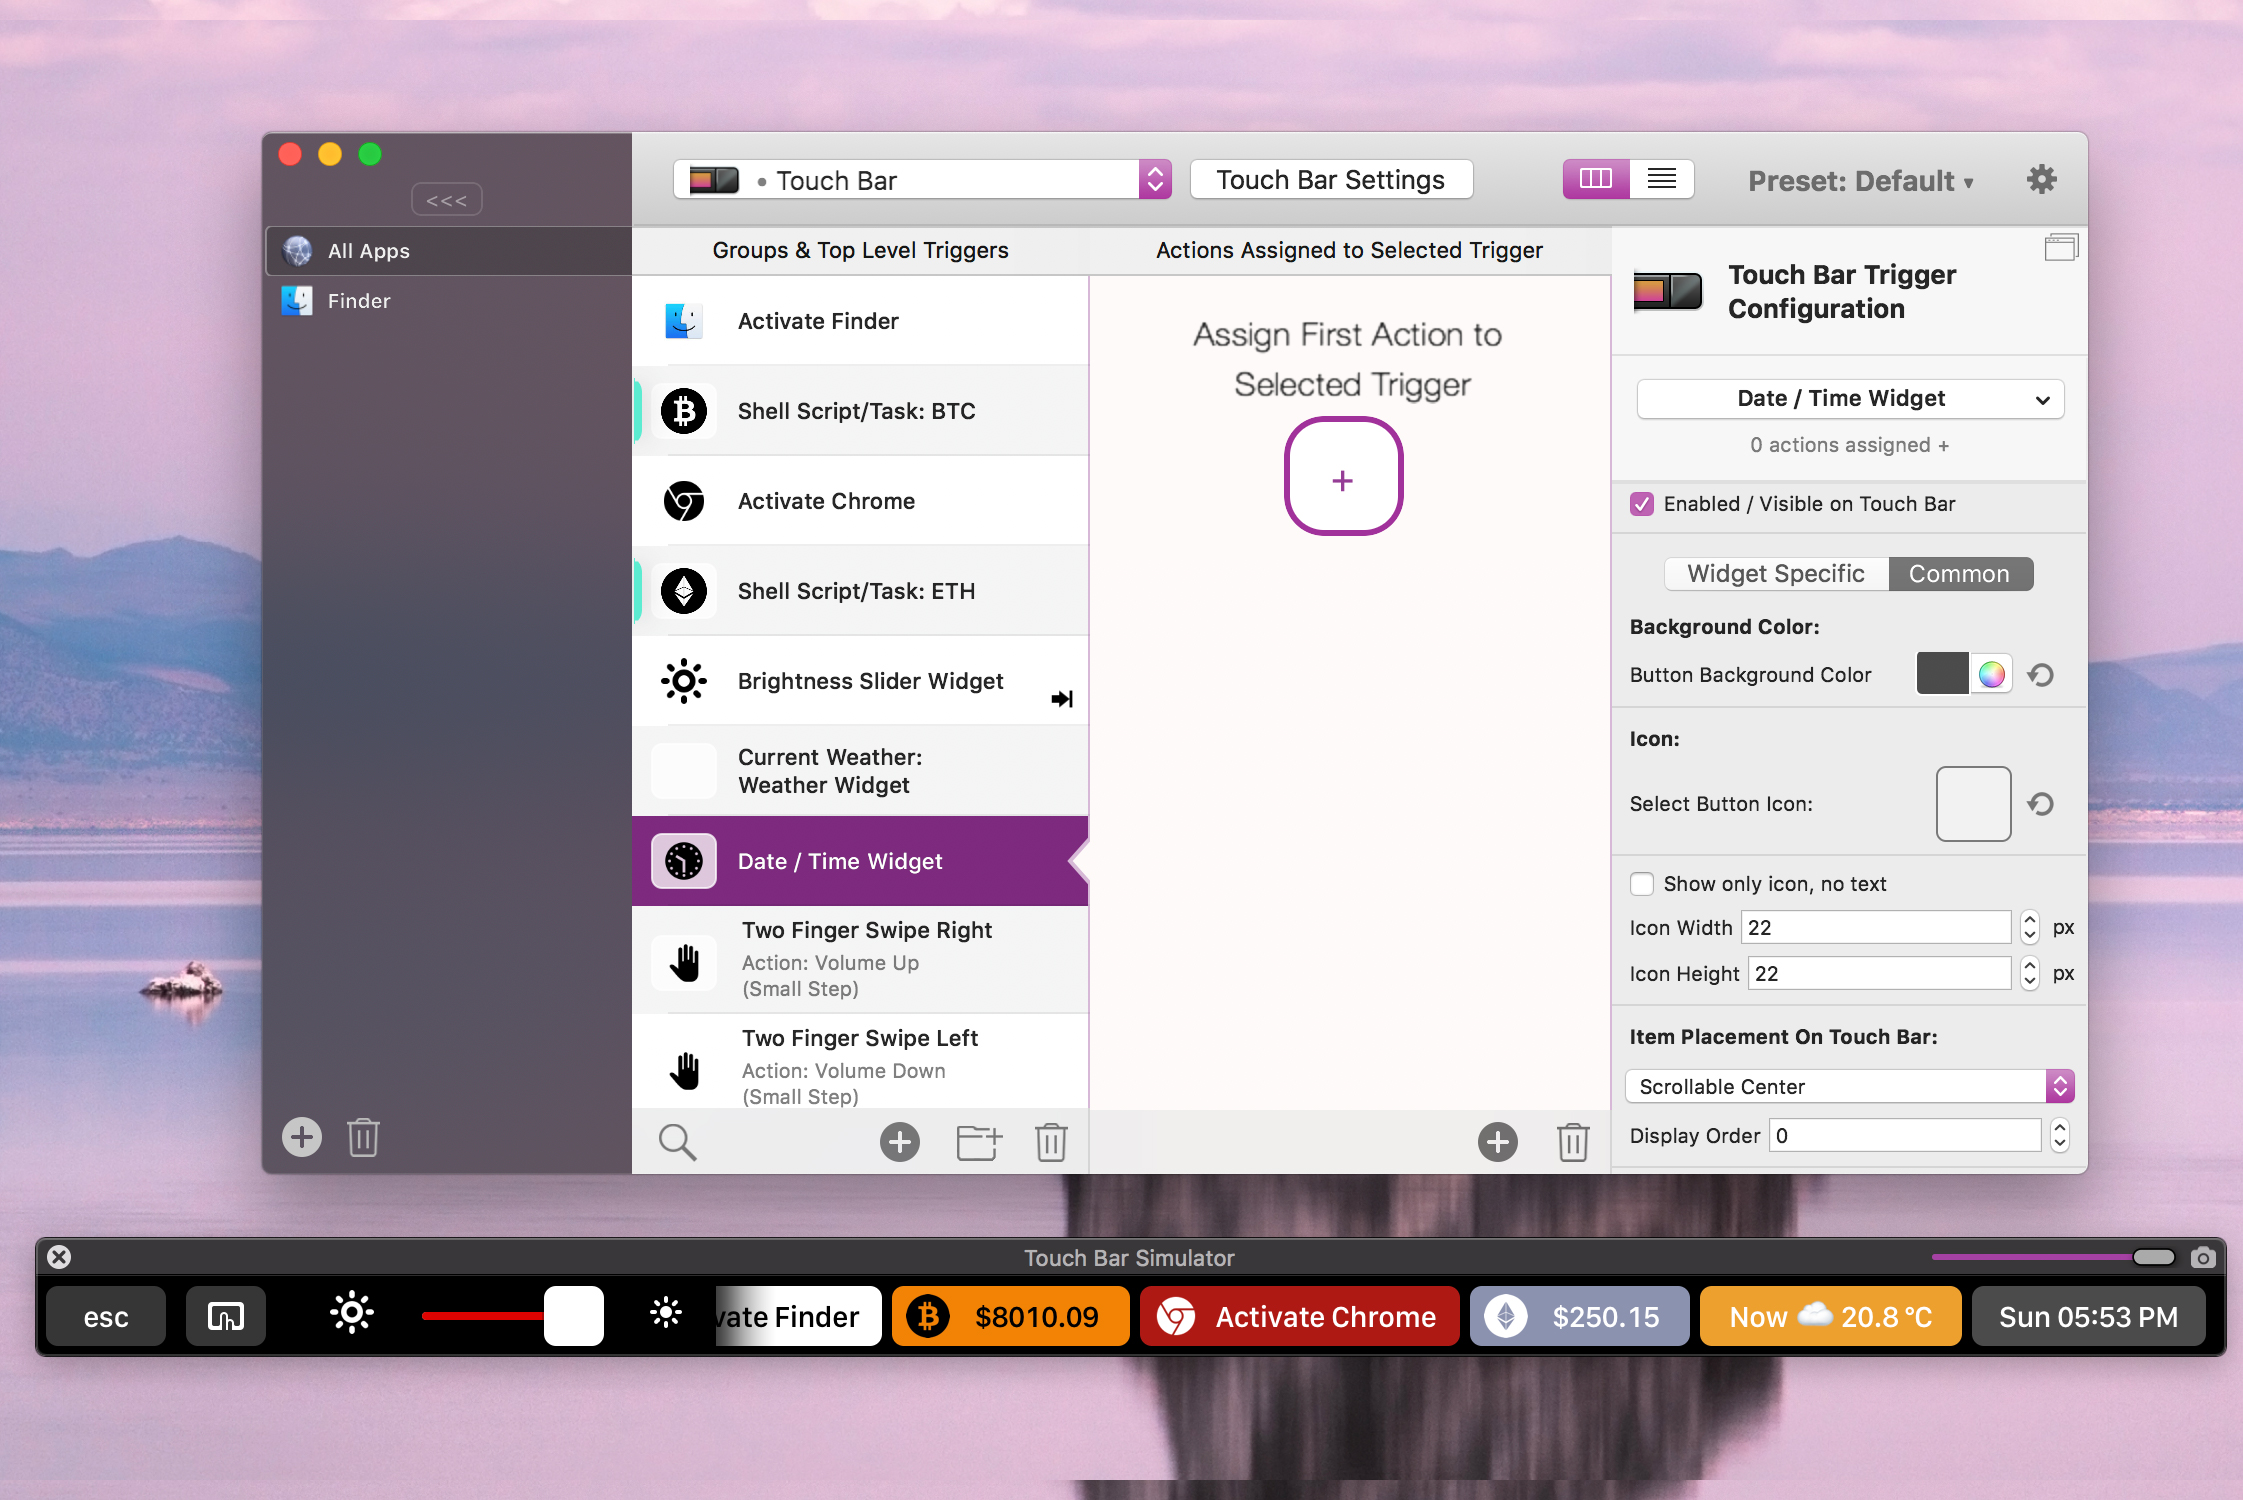 <<<
Touch Bar
Touch Bar Settings
Preset: Default
All Apps
Finder
Groups & Top Level Triggers
Activate Finder
Shell Script/Task: BTC
Activate Chrome
Shell Script/Task: ETH
Brightness Slider Widget
Current Weather:
Weather Widget
Date / Time Widget
Two Finger Swipe Right
Action: Volume Up
(Small Step)
Two Finger Swipe Left
Action: Volume Down
(Small Step)
Actions Assigned to Selected Trigger
Assign First Action to
Selected Trigger
+
Touch Bar Trigger
Configuration
Date / Time Widget
0 actions assigned +
Enabled / Visible on Touch Bar
Widget Specific
Common
Background Color:
Button Background Color
Icon:
Select Button Icon:
Show only icon, no text
Icon Width 22 px
Icon Height 22 px
Item Placement On Touch Bar:
Scrollable Center
Display Order 0
Touch Bar Simulator
esc
vate Finder
$8010.09
Activate Chrome
$250.15
Now 20.8 °C
Sun 05:53 PM